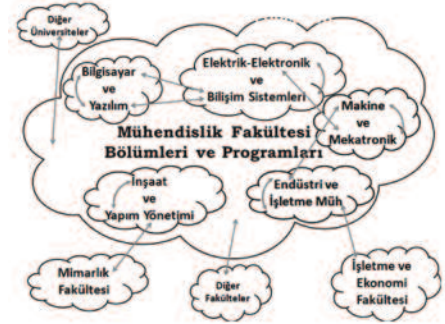 Diğer
Üniversiteler
Bilgisayar
ve
Yazılım
Elektrik-Elektronik
ve
Bilişim Sistemleri
Makine
ve
Mekatronik
Mühendislik Fakültesi
Bölümleri ve Programları
İnşaat
ve
Yapım Yönetimi
Endüstri ve
İşletme Müh
Mimarlık
Fakültesi
Diğer
Fakülteler
İşletme ve
Ekonomi
Fakültesi